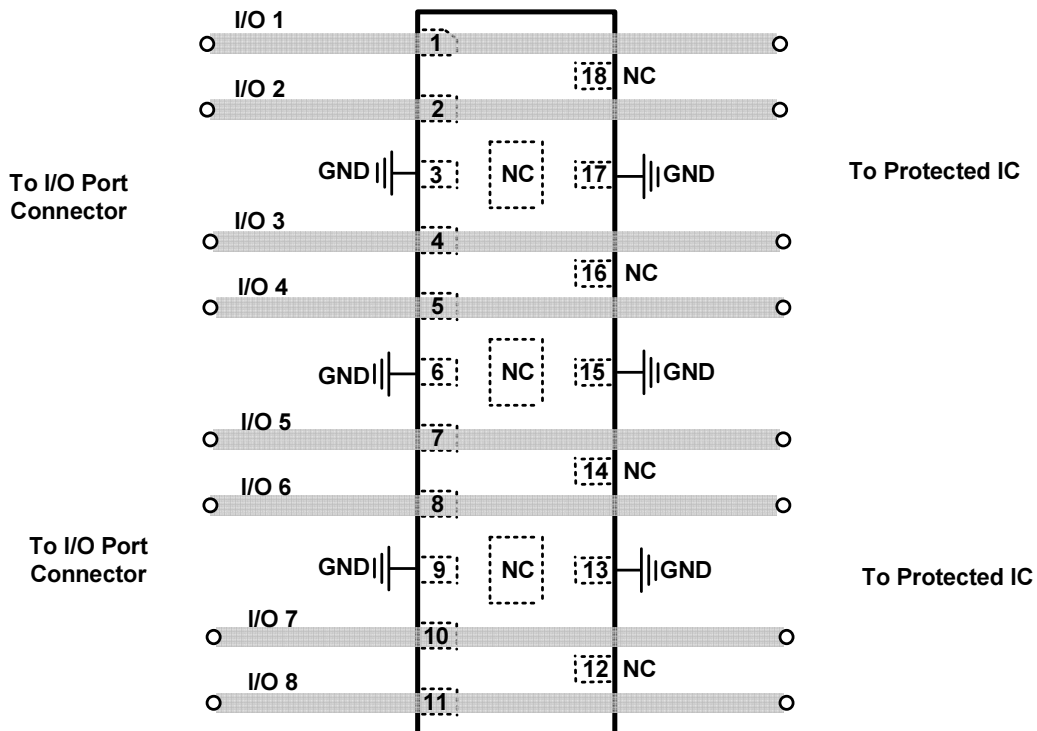 I/O 1
1
18 NC
I/O 2
2
GND 3 NC 17 GND
To I/O Port
Connector
To Protected IC
I/O 3
4
16 NC
I/O 4
5
GND 6 NC 15 GND
I/O 5
7
14 NC
I/O 6
8
To I/O Port
Connector
GND 9 NC 13 GND
To Protected IC
I/O 7
10
12 NC
I/O 8
11